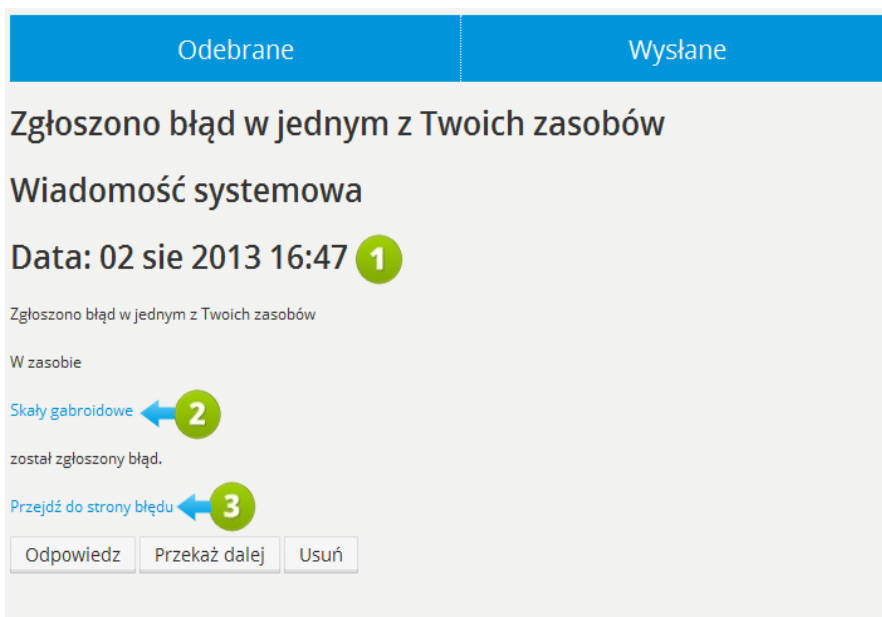 Odebrane Wysłane
Zgłoszono błąd w jednym z Twoich zasobów
Wiadomość systemowa
Data: 02 sie 2013 16:47 1
Zgłoszono błąd w jednym z Twoich zasobów
W zasobie
Skały gabroidowe 2
został zgłoszony błąd.
Przejdź do strony błędu 3
Odpowiedz Przekaż dalej Usuń